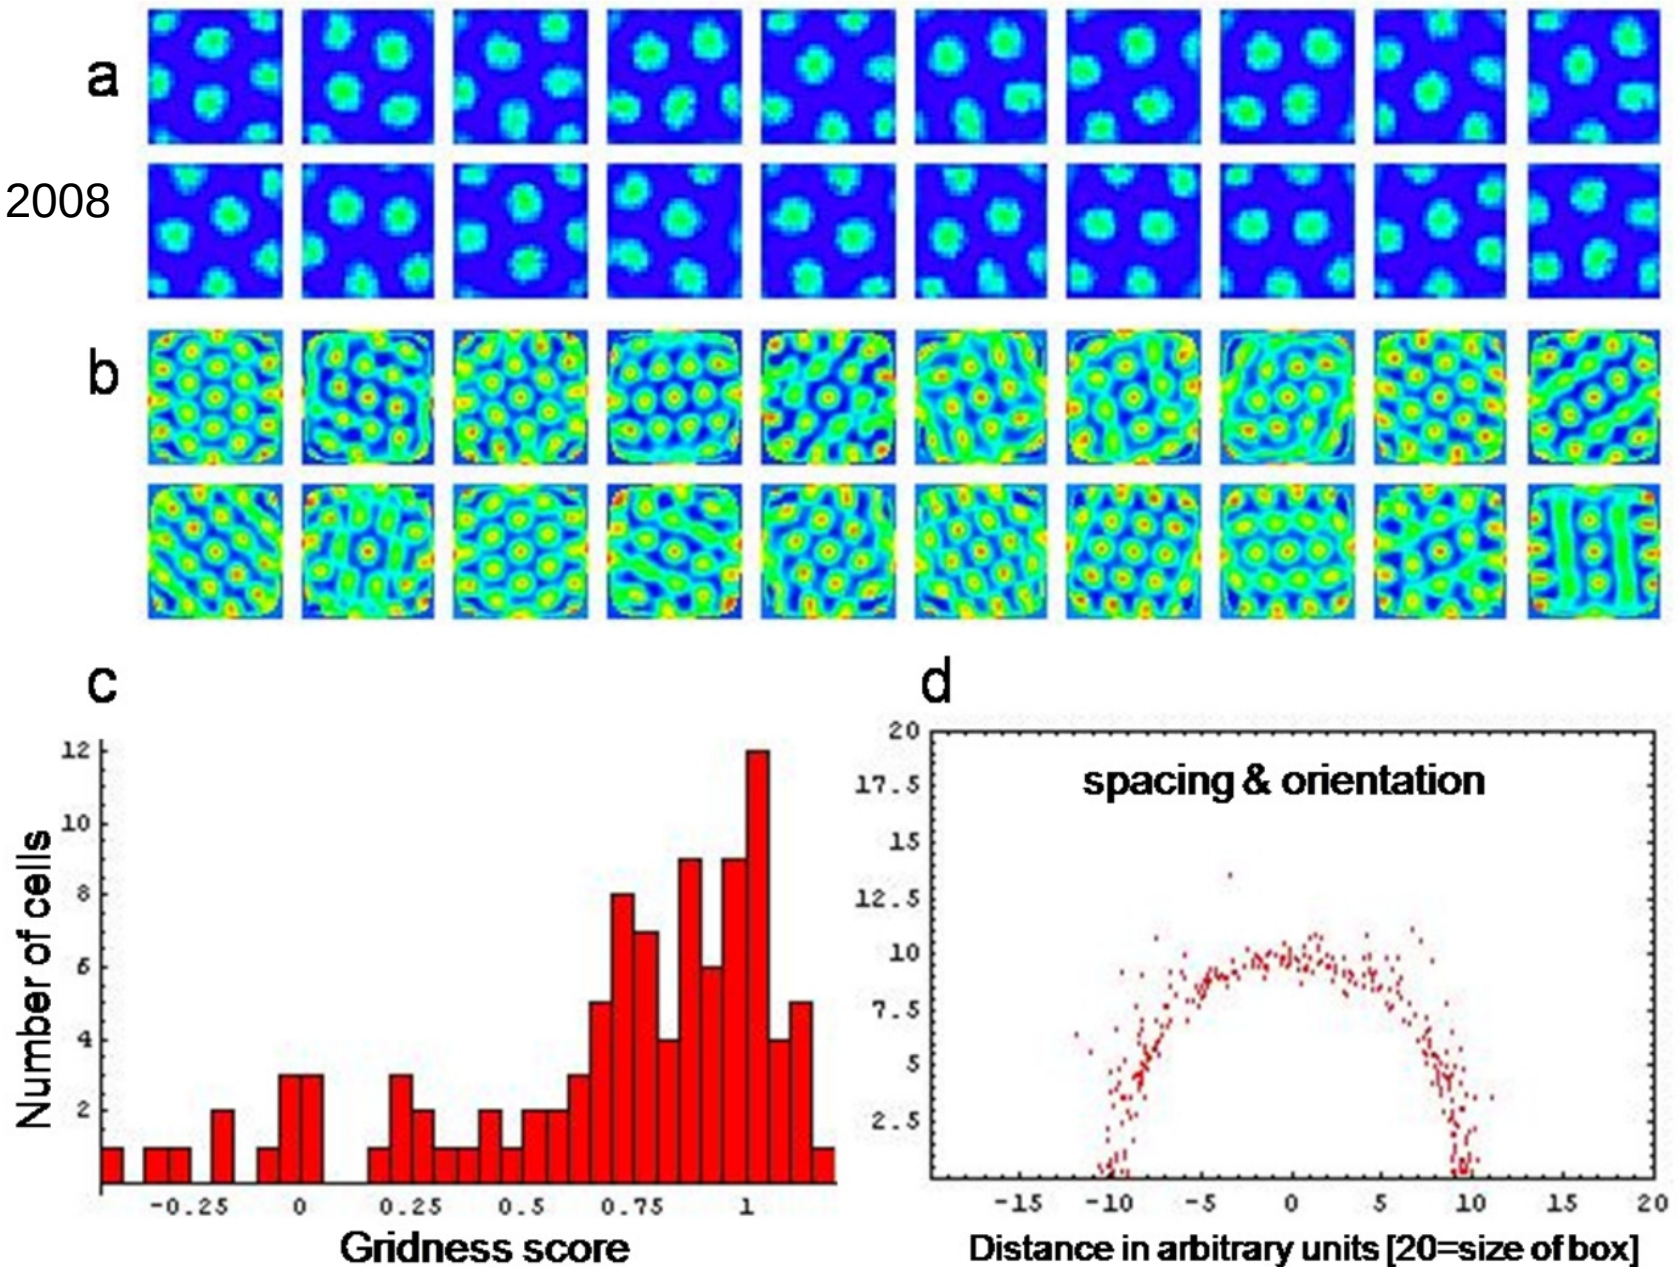 a
2008
b
c
d
12
10
8
6
4
2
Number of cells
-0.25 0 0.25 0.5 0.75 1
Gridness score
20
17.5
15
12.5
10
7.5
5
2.5
spacing & orientation
-15 -10 -5 0 5 10 15 20
Distance in arbitrary units [20=size of box]